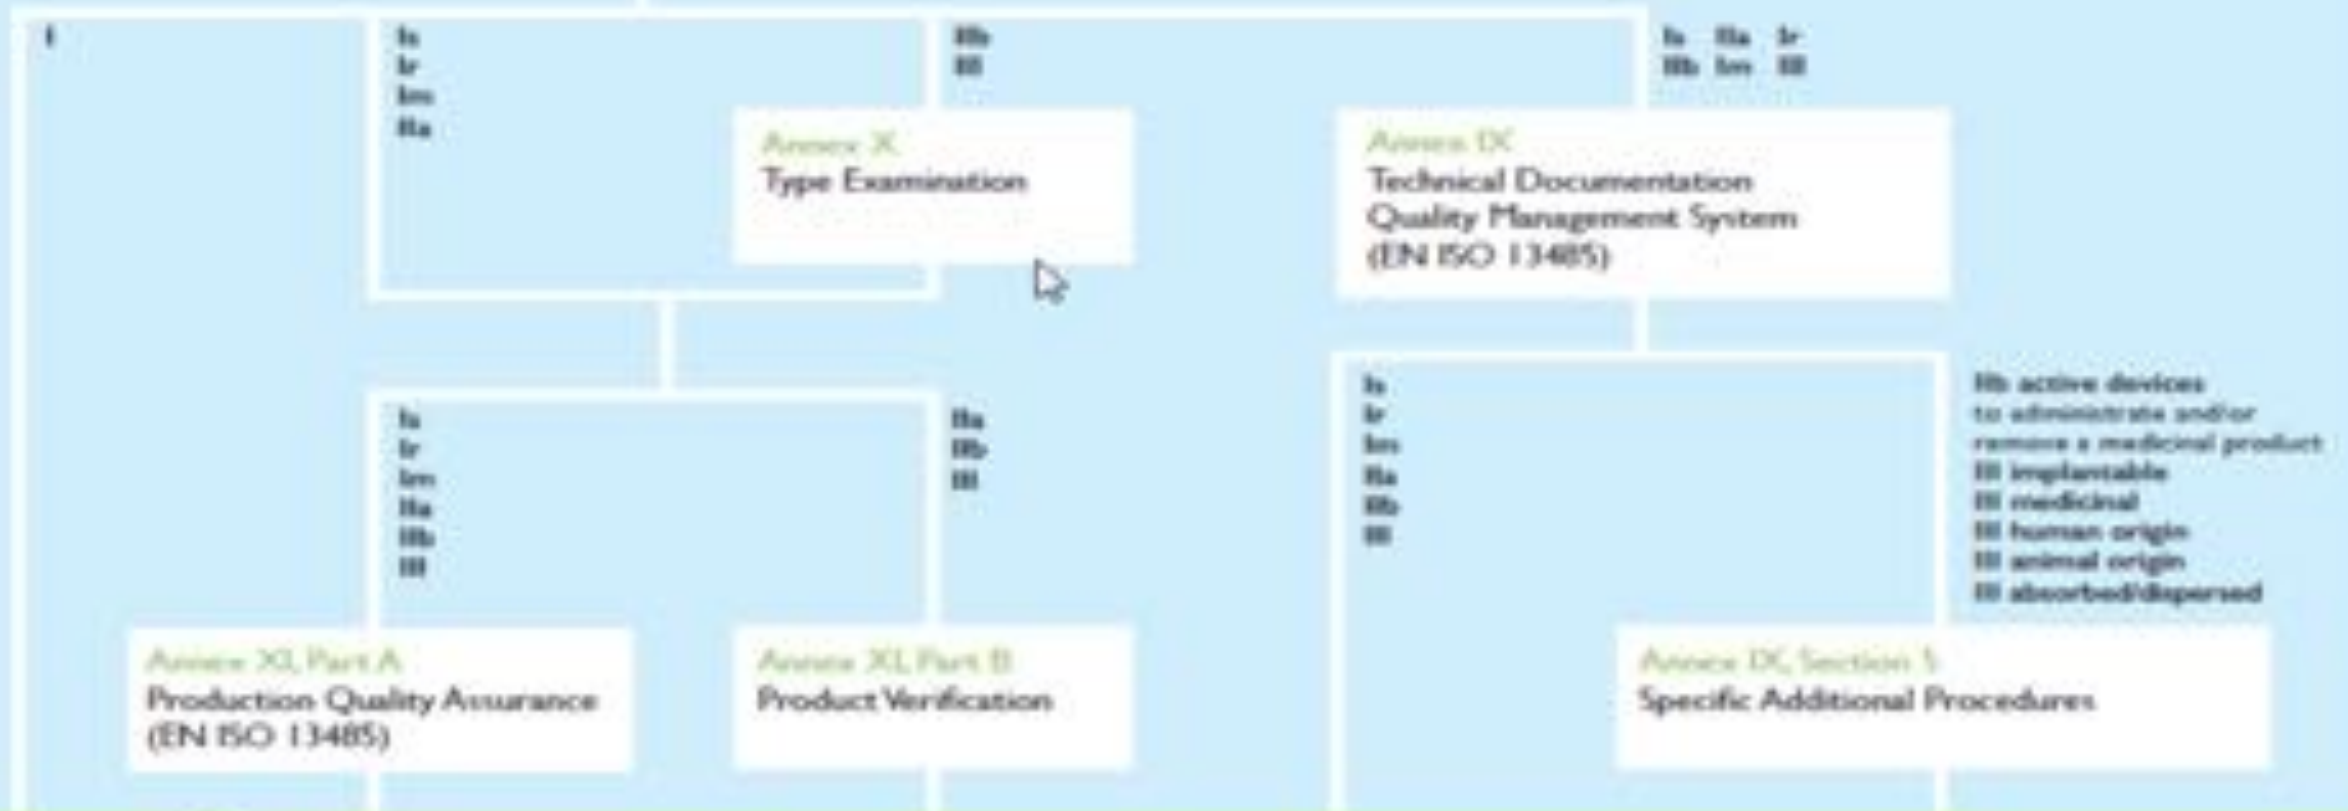 I
Is
Ir
Im
IIa
IIb
III
Is IIa Ir
IIb Im III
Annex X
Type Examination
Annex IX
Technical Documentation
Quality Management System
(EN ISO 13485)
Is
Ir
Im
IIa
IIb
III
IIa
IIb
III
Is
Ir
Im
IIa
IIb
III
IIb active devices
to administrate and/or
remove a medicinal product
III implantable
III medicinal
III human origin
III animal origin
III absorbed/dispersed
Annex XI, Part A
Production Quality Assurance
(EN ISO 13485)
Annex XI, Part B
Product Verification
Annex IX, Section 5
Specific Additional Procedures